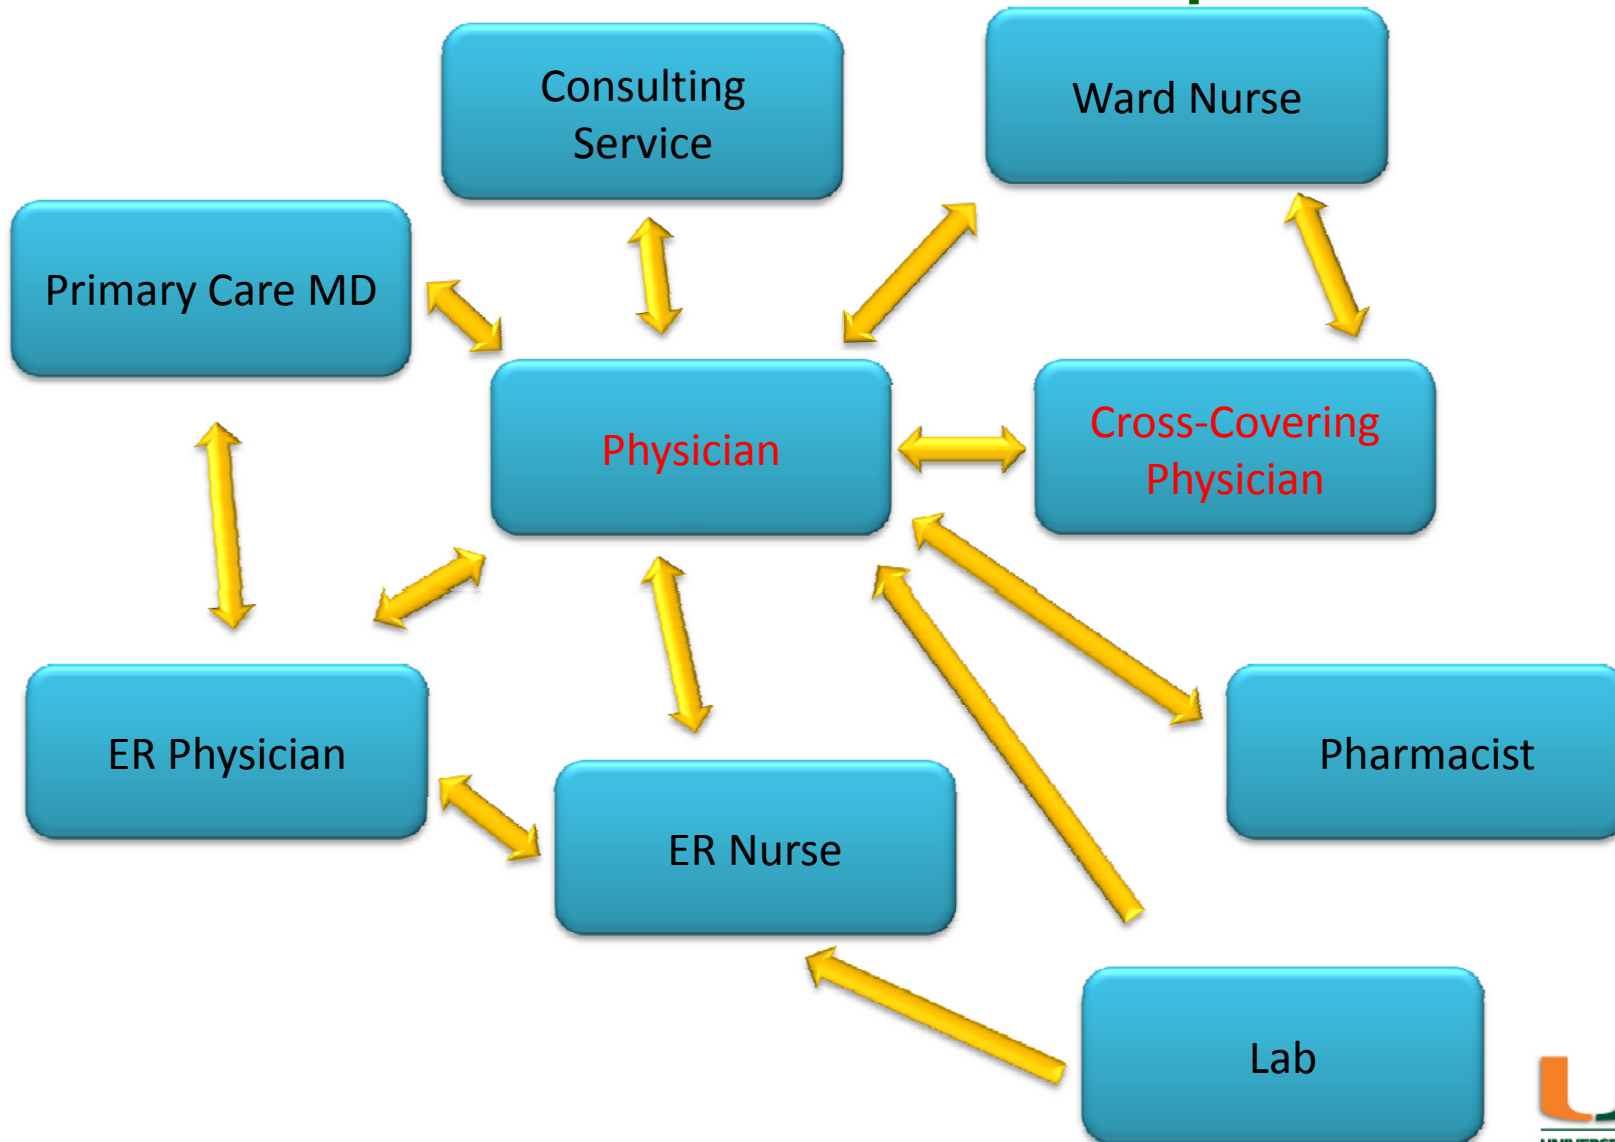 Consulting
Service
Ward Nurse
Primary Care MD
Physician
Cross-Covering
Physician
ER Physician
Pharmacist
ER Nurse
Lab